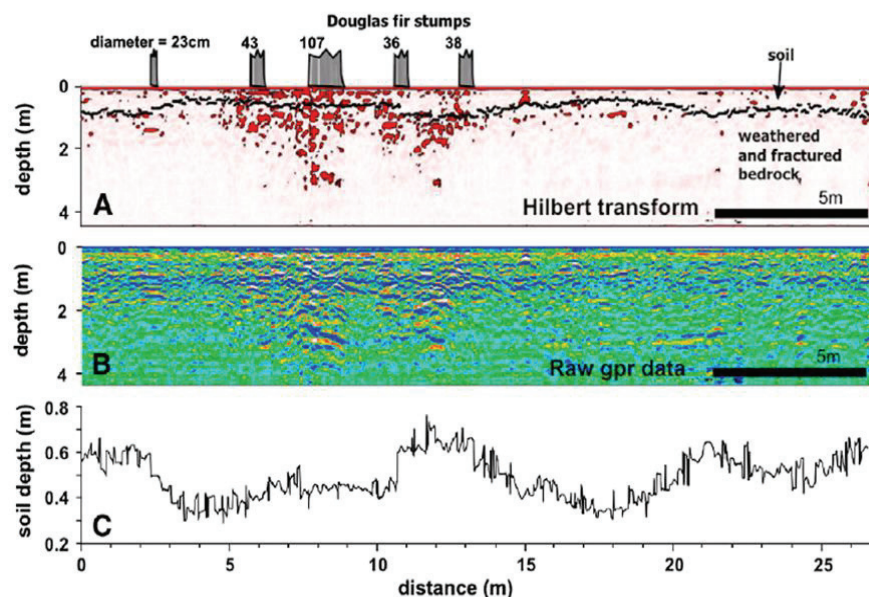 Douglas fir stumps
diameter = 23cm 43 107 36 38
soil
0
2
4
depth (m)
weathered
and fractured
bedrock
A
Hilbert transform
5m
0
2
4
depth (m)
B
Raw gpr data
5m
0.8
0.6
0.4
0.2
soil depth (m)
C
0 5 10 15 20 25
distance (m)